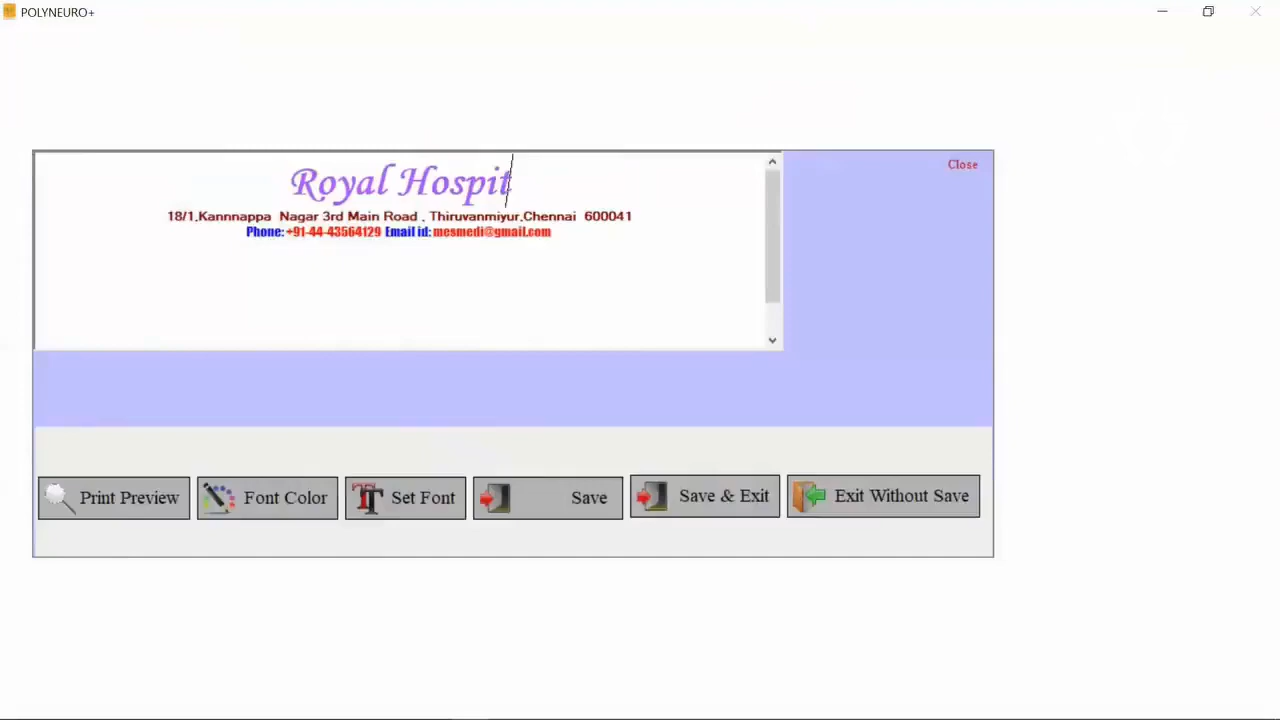 POLYNEURO+
Close
Royal Hospit
18/1,Kannnappa Nagar 3rd Main Road , Thiruvanmiyur,Chennai 600041
Phone: +91-44-43564129 Email id: mesmedi@gmail.com
Print Preview
Font Color
Set Font
Save
Save & Exit
Exit Without Save